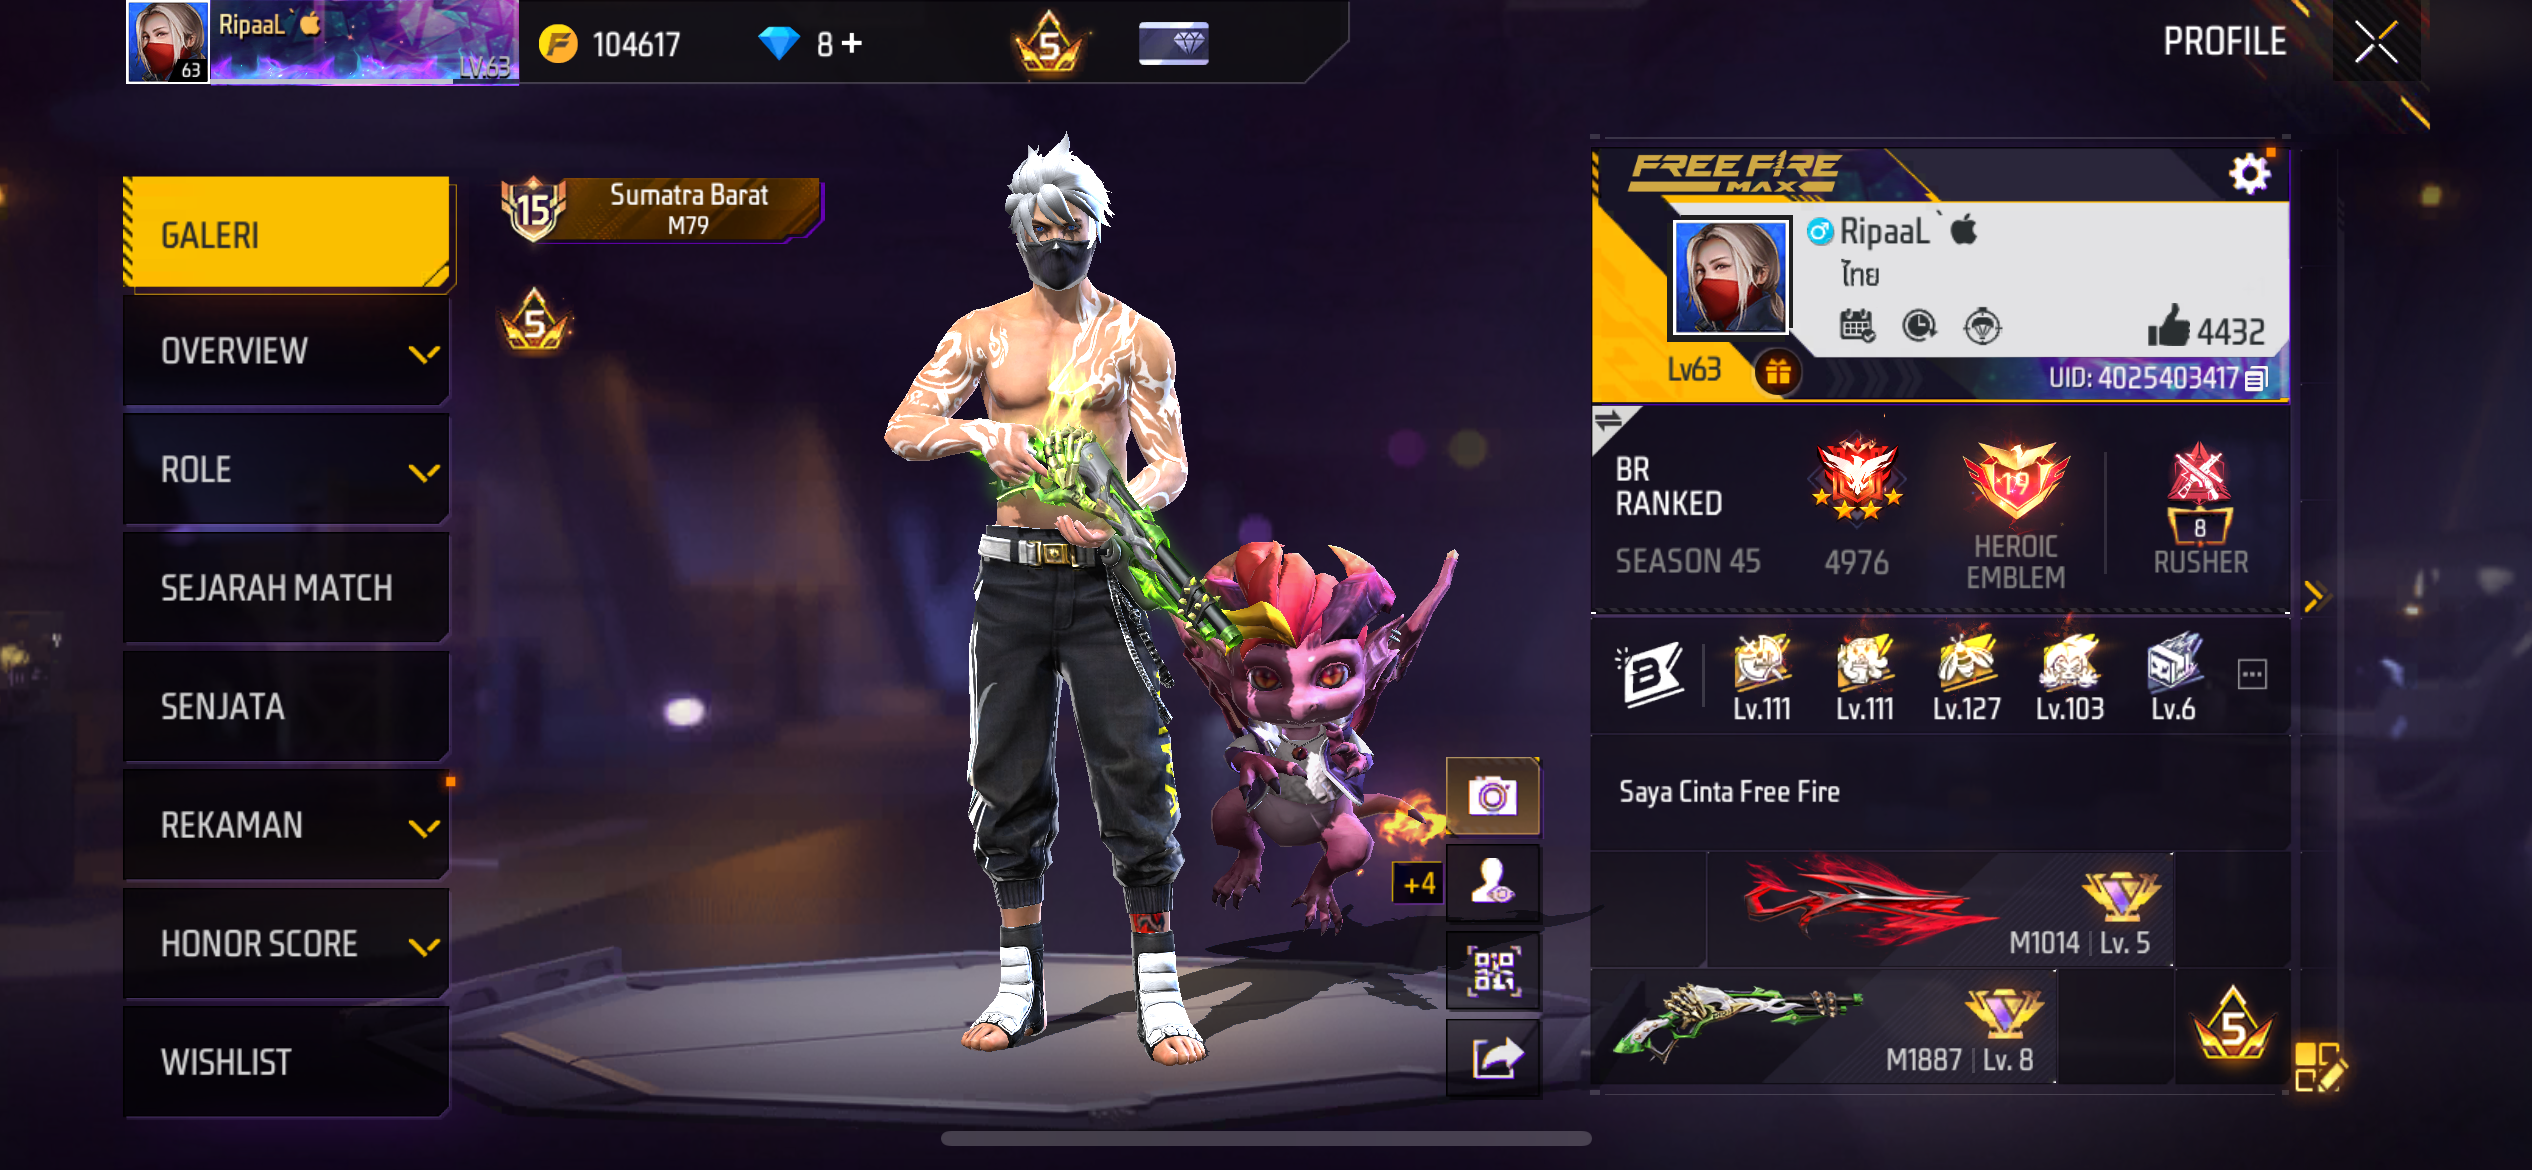 RipaaL`
63
LV.63
104617
8+
5
PROFILE
GALERI
OVERVIEW
ROLE
SEJARAH MATCH
SENJATA
REKAMAN
HONOR SCORE
WISHLIST
15
Sumatra Barat
M79
5
+4
FREE FIRE
MAX
RipaaL`
ไทย
4432
Lv63
UID: 4025403417
BR
RANKED
SEASON 45
4976
19
HEROIC
EMBLEM
8
RUSHER
B
Lv.111
Lv.111
Lv.127
Lv.103
Lv.6
Saya Cinta Free Fire
M1014 | Lv. 5
M1887 | Lv. 8
5